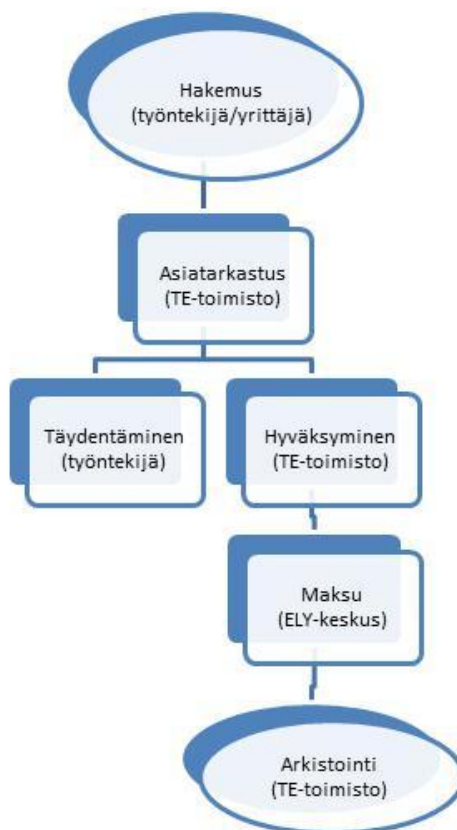 Hakemus
(työntekijä/yrittäjä)
Asiatarkastus
(TE-toimisto)
Täydentäminen
(työntekijä)
Hyväksyminen
(TE-toimisto)
Maksu
(ELY-keskus)
Arkistointi
(TE-toimisto)